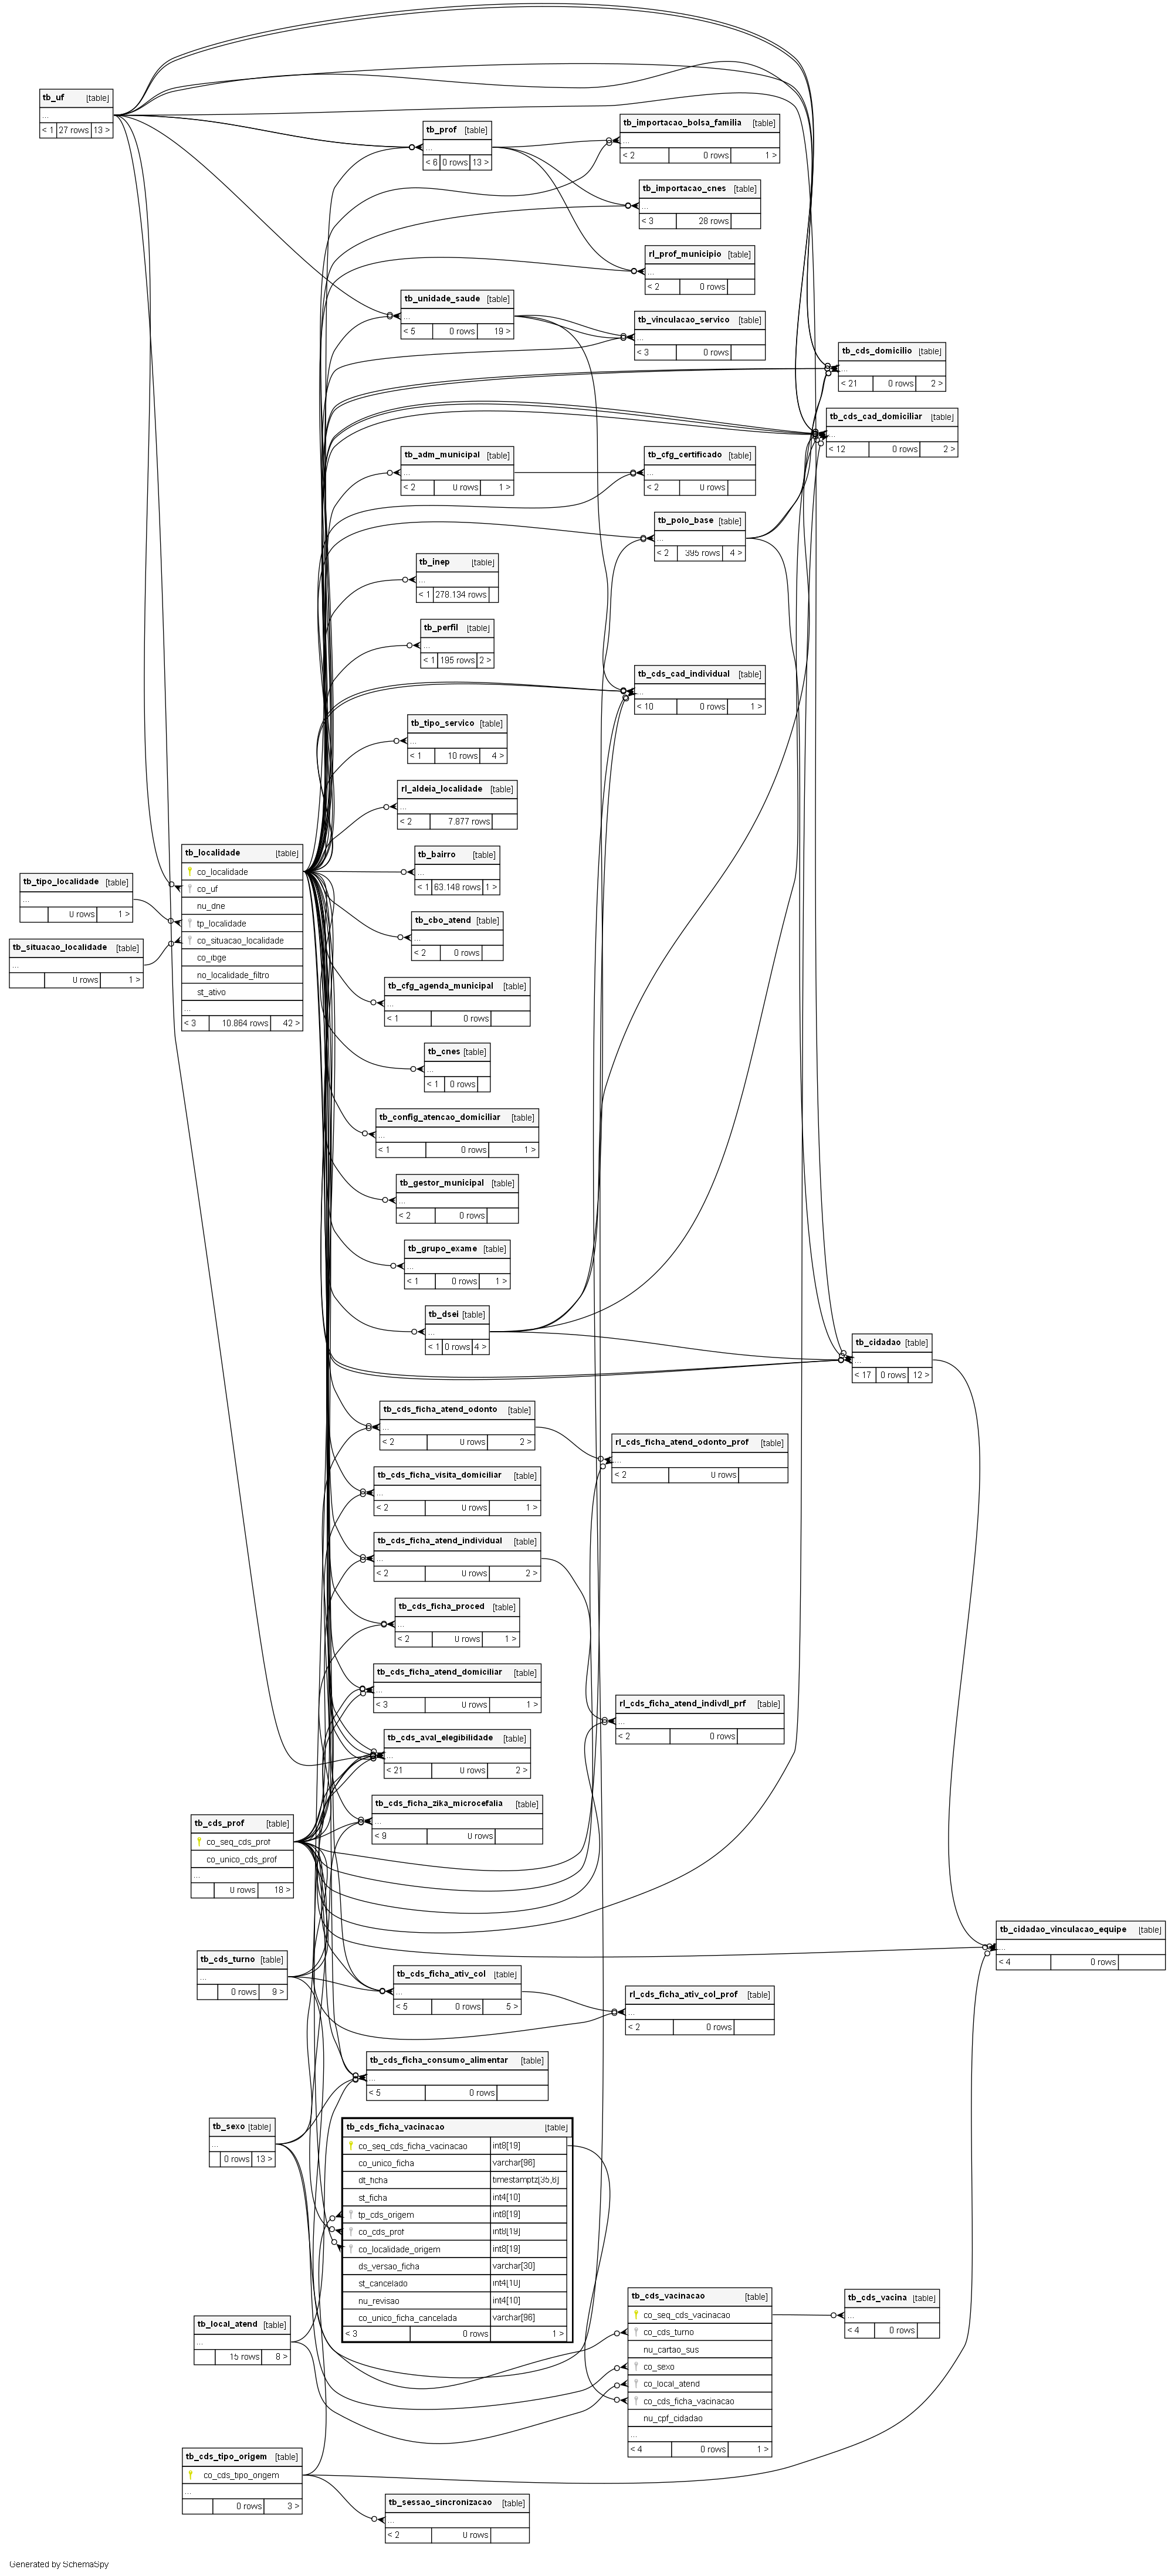 tb_uf [table]
...
< 1 27 rows 13 >
tb_prof [table]
...
< 6 0 rows 13 >
tb_importacao_bolsa_familia [table]
...
< 2 0 rows 1 >
tb_importacao_cnes [table]
...
< 3 28 rows
rl_prof_municipio [table]
...
< 2 0 rows
tb_unidade_saude [table]
...
< 5 0 rows 19 >
tb_vinculacao_servico [table]
...
< 3 0 rows
tb_cds_domicilio [table]
...
< 21 0 rows 2 >
tb_cds_cad_domiciliar [table]
...
< 12 0 rows 2 >
tb_adm_municipal [table]
...
< 2 0 rows 1 >
tb_cfg_certificado [table]
...
< 2 0 rows
tb_polo_base [table]
...
< 2 395 rows 4 >
tb_inep [table]
...
< 1 278.134 rows
tb_perfil [table]
...
< 1 195 rows 2 >
tb_cds_cad_individual [table]
...
< 10 0 rows 1 >
tb_tipo_servico [table]
...
< 1 10 rows 4 >
rl_aldeia_localidade [table]
...
< 2 7.877 rows
tb_localidade [table]
co_localidade
co_uf
nu_dne
tp_localidade
co_situacao_localidade
co_ibge
no_localidade_filtro
st_ativo
...
< 3 10.864 rows 42 >
tb_tipo_localidade [table]
...
0 rows 1 >
tb_situacao_localidade [table]
...
0 rows 1 >
tb_bairro [table]
...
< 1 63.148 rows 1 >
tb_cbo_atend [table]
...
< 2 0 rows
tb_cfg_agenda_municipal [table]
...
< 1 0 rows
tb_cnes [table]
...
< 1 0 rows
tb_config_atencao_domiciliar [table]
...
< 1 0 rows 1 >
tb_gestor_municipal [table]
...
< 2 0 rows
tb_grupo_exame [table]
...
< 1 0 rows 1 >
tb_dsei [table]
...
< 1 0 rows 4 >
tb_cidadao [table]
...
< 17 0 rows 12 >
tb_cds_ficha_atend_odonto [table]
...
< 2 0 rows 2 >
rl_cds_ficha_atend_odonto_prof [table]
...
< 2 0 rows
tb_cds_ficha_visita_domiciliar [table]
...
< 2 0 rows 1 >
tb_cds_ficha_atend_individual [table]
...
< 2 0 rows 2 >
tb_cds_ficha_proced [table]
...
< 2 0 rows 1 >
tb_cds_ficha_atend_domiciliar [table]
...
< 3 0 rows 1 >
rl_cds_ficha_atend_indivdl_prf [table]
...
< 2 0 rows
tb_cds_aval_elegibilidade [table]
...
< 21 0 rows 2 >
tb_cds_ficha_zika_microcefalia [table]
...
< 9 0 rows
tb_cds_prof [table]
co_seq_cds_prof
co_unico_cds_prof
...
0 rows 18 >
tb_cidadao_vinculacao_equipe [table]
...
< 4 0 rows
tb_cds_turno [table]
...
0 rows 9 >
tb_cds_ficha_ativ_col [table]
...
< 5 0 rows 5 >
rl_cds_ficha_ativ_col_prof [table]
...
< 2 0 rows
tb_cds_ficha_consumo_alimentar [table]
...
< 5 0 rows
tb_sexo [table]
...
0 rows 13 >
tb_cds_ficha_vacinacao [table]
co_seq_cds_ficha_vacinacao int8[19]
co_unico_ficha varchar[96]
dt_ficha timestamptz[35,6]
st_ficha int4[10]
tp_cds_origem int8[19]
co_cds_prof int8[19]
co_localidade_origem int8[19]
ds_versao_ficha varchar[30]
st_cancelado int4[10]
nu_revisao int4[10]
co_unico_ficha_cancelada varchar[96]
< 3 0 rows 1 >
tb_cds_vacinacao [table]
co_seq_cds_vacinacao
co_cds_turno
nu_cartao_sus
co_sexo
co_local_atend
co_cds_ficha_vacinacao
nu_cpf_cidadao
...
< 4 0 rows 1 >
tb_cds_vacina [table]
...
< 4 0 rows
tb_local_atend [table]
...
15 rows 8 >
tb_cds_tipo_origem [table]
co_cds_tipo_origem
...
0 rows 3 >
tb_sessao_sincronizacao [table]
...
< 2 0 rows
Generated by SchemaSpy